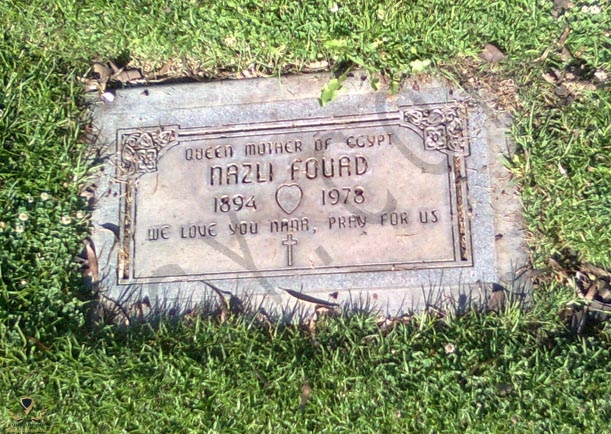 QUEEN MOTHER OF EGYPT
NAZLI FOUAD
1894 1978
WE LOVE YOU NANA, PRAY FOR US